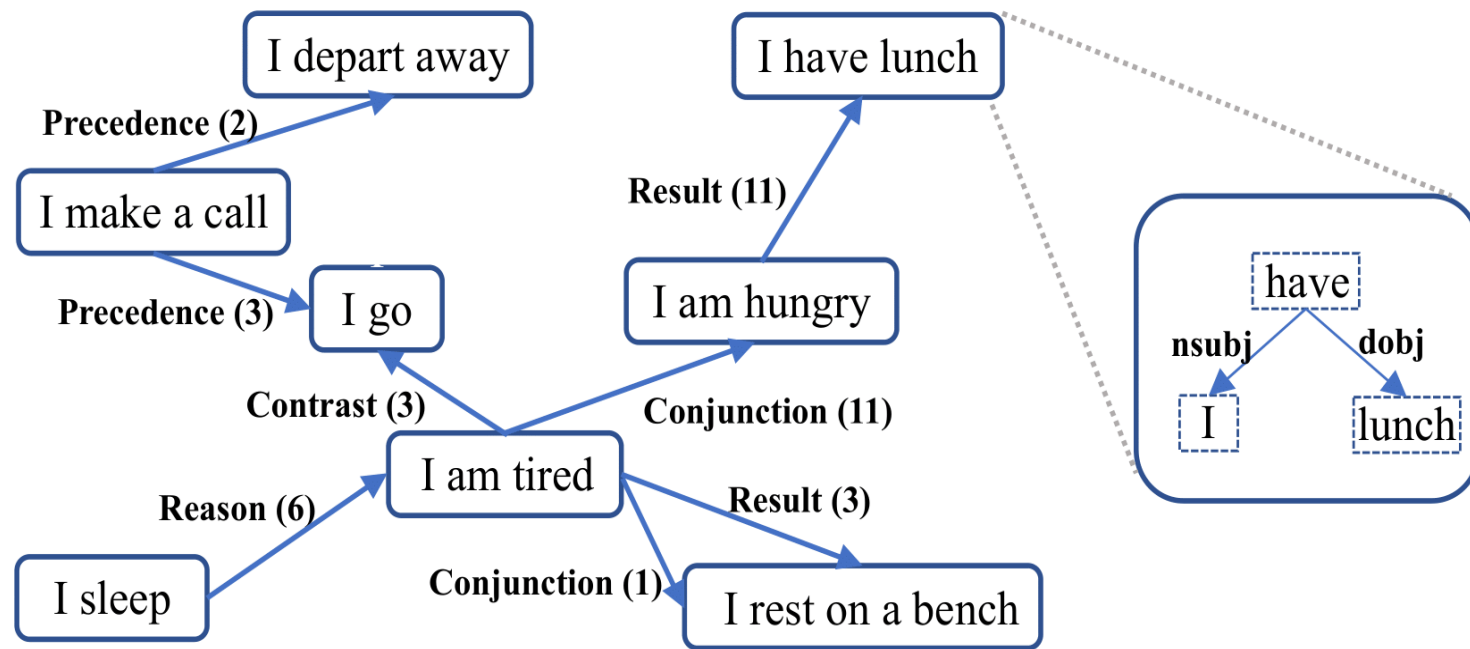 I depart away
I have lunch
Precedence (2)
I make a call
Result (11)
Precedence (3)
I go
I am hungry
have
nsubj
dobj
Contrast (3)
Conjunction (11)
I
lunch
I am tired
Reason (6)
Result (3)
Conjunction (1)
I sleep
I rest on a bench